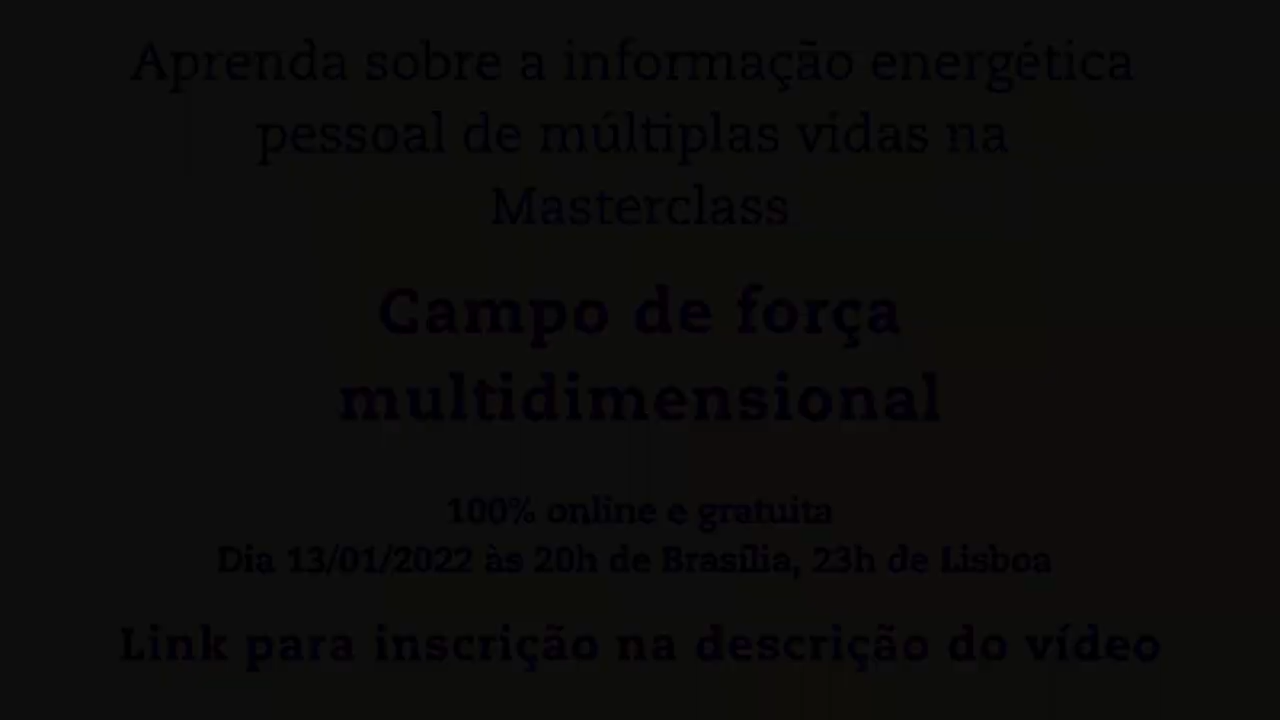 Aprenda sobre a informação energética
pessoal de múltiplas vidas na
Masterclass
Campo de força
multidimensional
100% online e gratuita
Dia 13/01/2022 às 20h de Brasília, 23h de Lisboa
Link para inscrição na descrição do vídeo